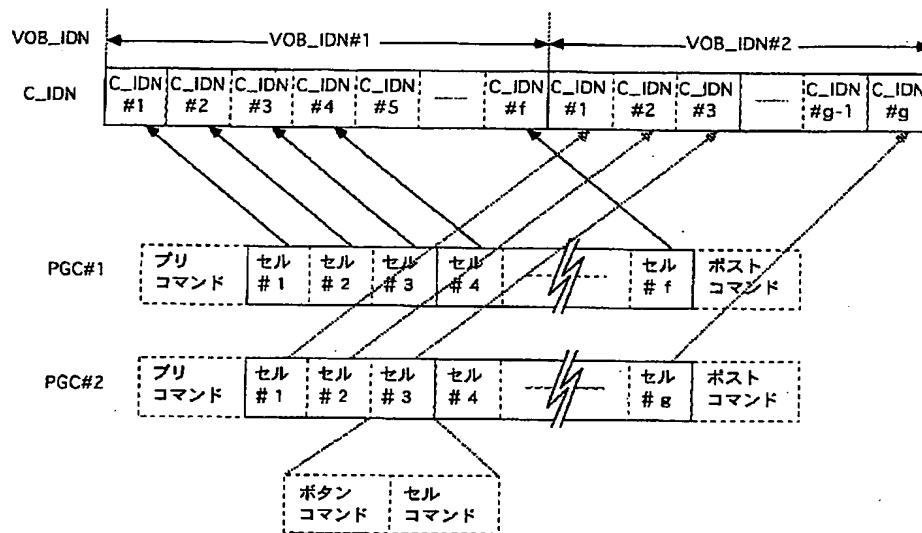 VOB_IDN
VOB_IDN#1
VOB_IDN#2
C_IDN
C_IDN #1
C_IDN #2
C_IDN #3
C_IDN #4
C_IDN #5
C_IDN #f
C_IDN #1
C_IDN #2
C_IDN #3
C_IDN #g-1
C_IDN #g
PGC#1
プリ コマンド
セル #1
セル #2
セル #3
セル #4
セル #f
ポスト コマンド
PGC#2
プリ コマンド
セル #1
セル #2
セル #3
セル #4
セル #g
ポスト コマンド
ボタン コマンド
セル コマンド